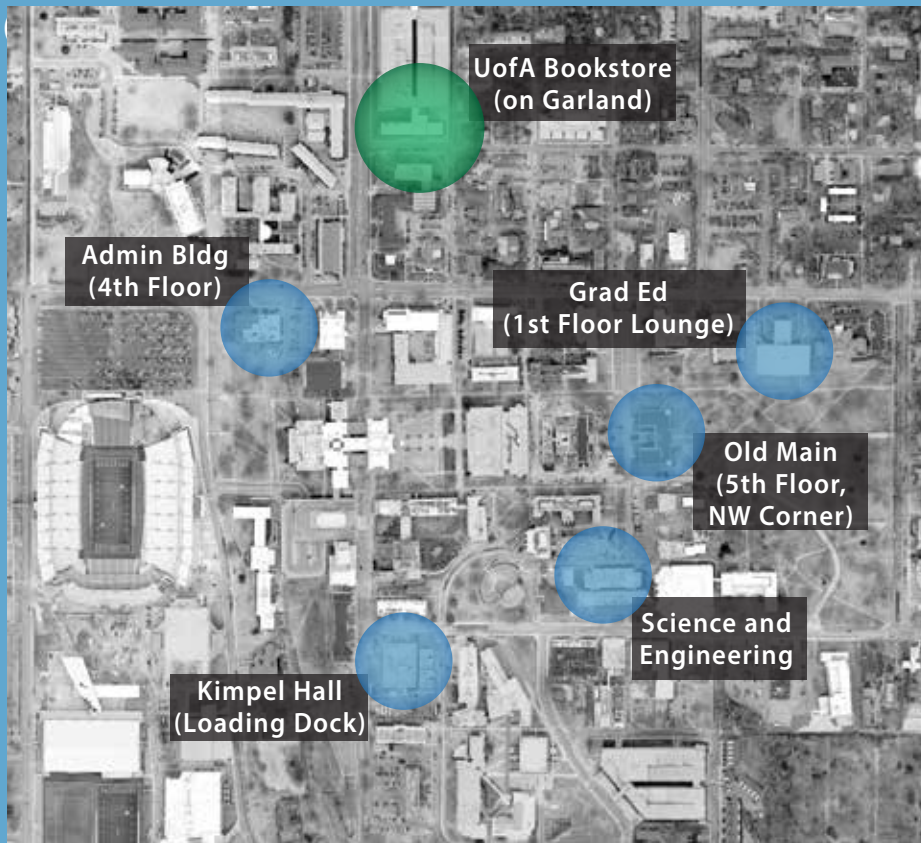 UofA Bookstore
(on Garland)
Admin Bldg
(4th Floor)
Grad Ed
(1st Floor Lounge)
Old Main
(5th Floor,
NW Corner)
Science and
Engineering
Kimpel Hall
(Loading Dock)